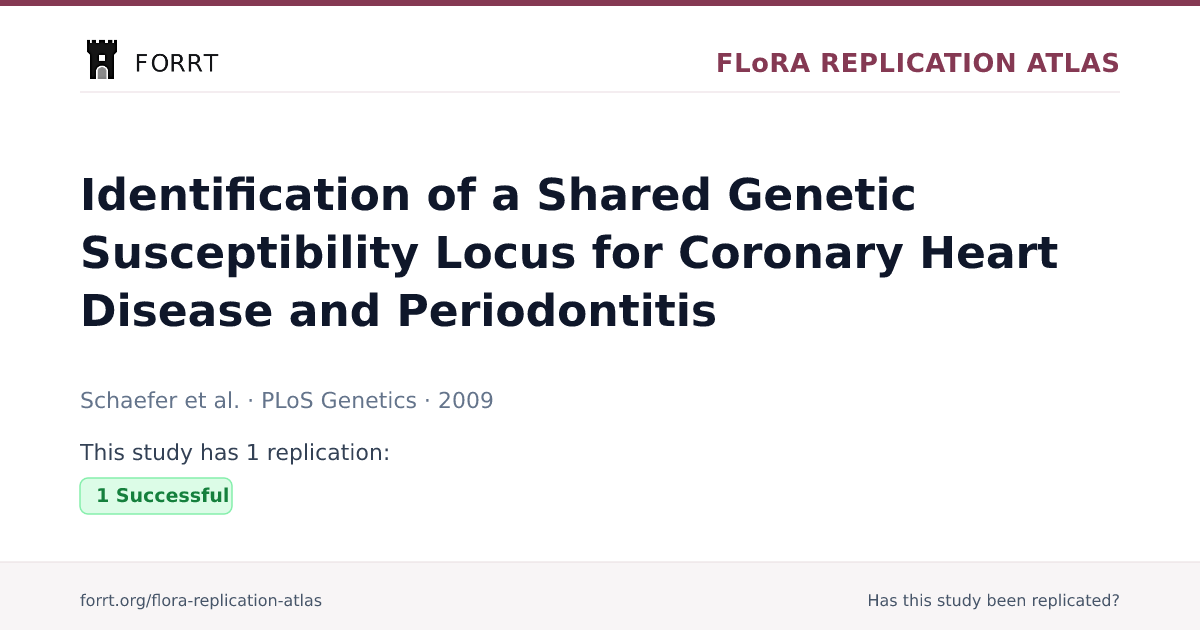 FORRT
FLoRA REPLICATION ATLAS
Identification of a Shared Genetic
Susceptibility Locus for Coronary Heart
Disease and Periodontitis
Schaefer et al. · PLoS Genetics · 2009
This study has 1 replication:
1 Successful
forrt.org/flora-replication-atlas
Has this study been replicated?